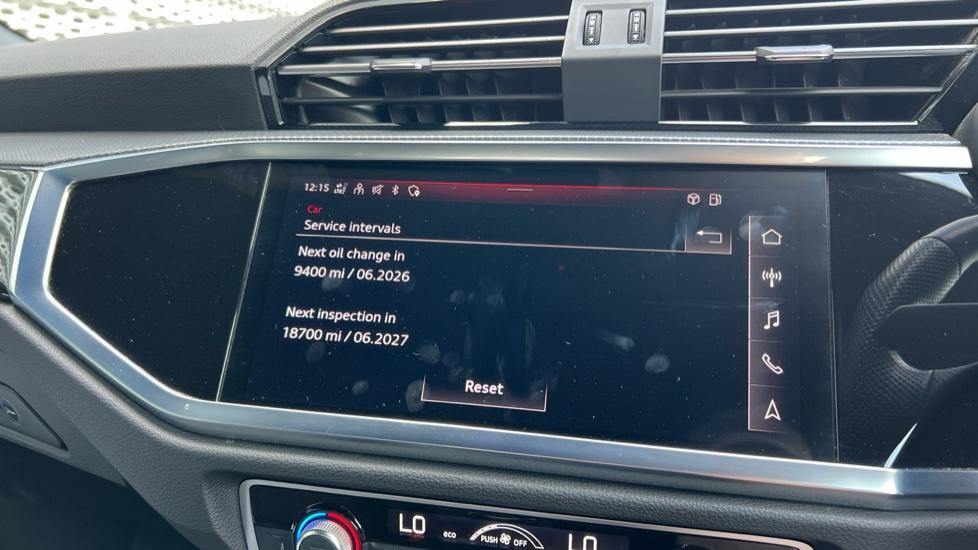 12:15
Car
Service intervals
Next oil change in
9400 mi / 06.2026
Next inspection in
18700 mi / 06.2027
Reset
LO
eco
PUSH OFF
LO